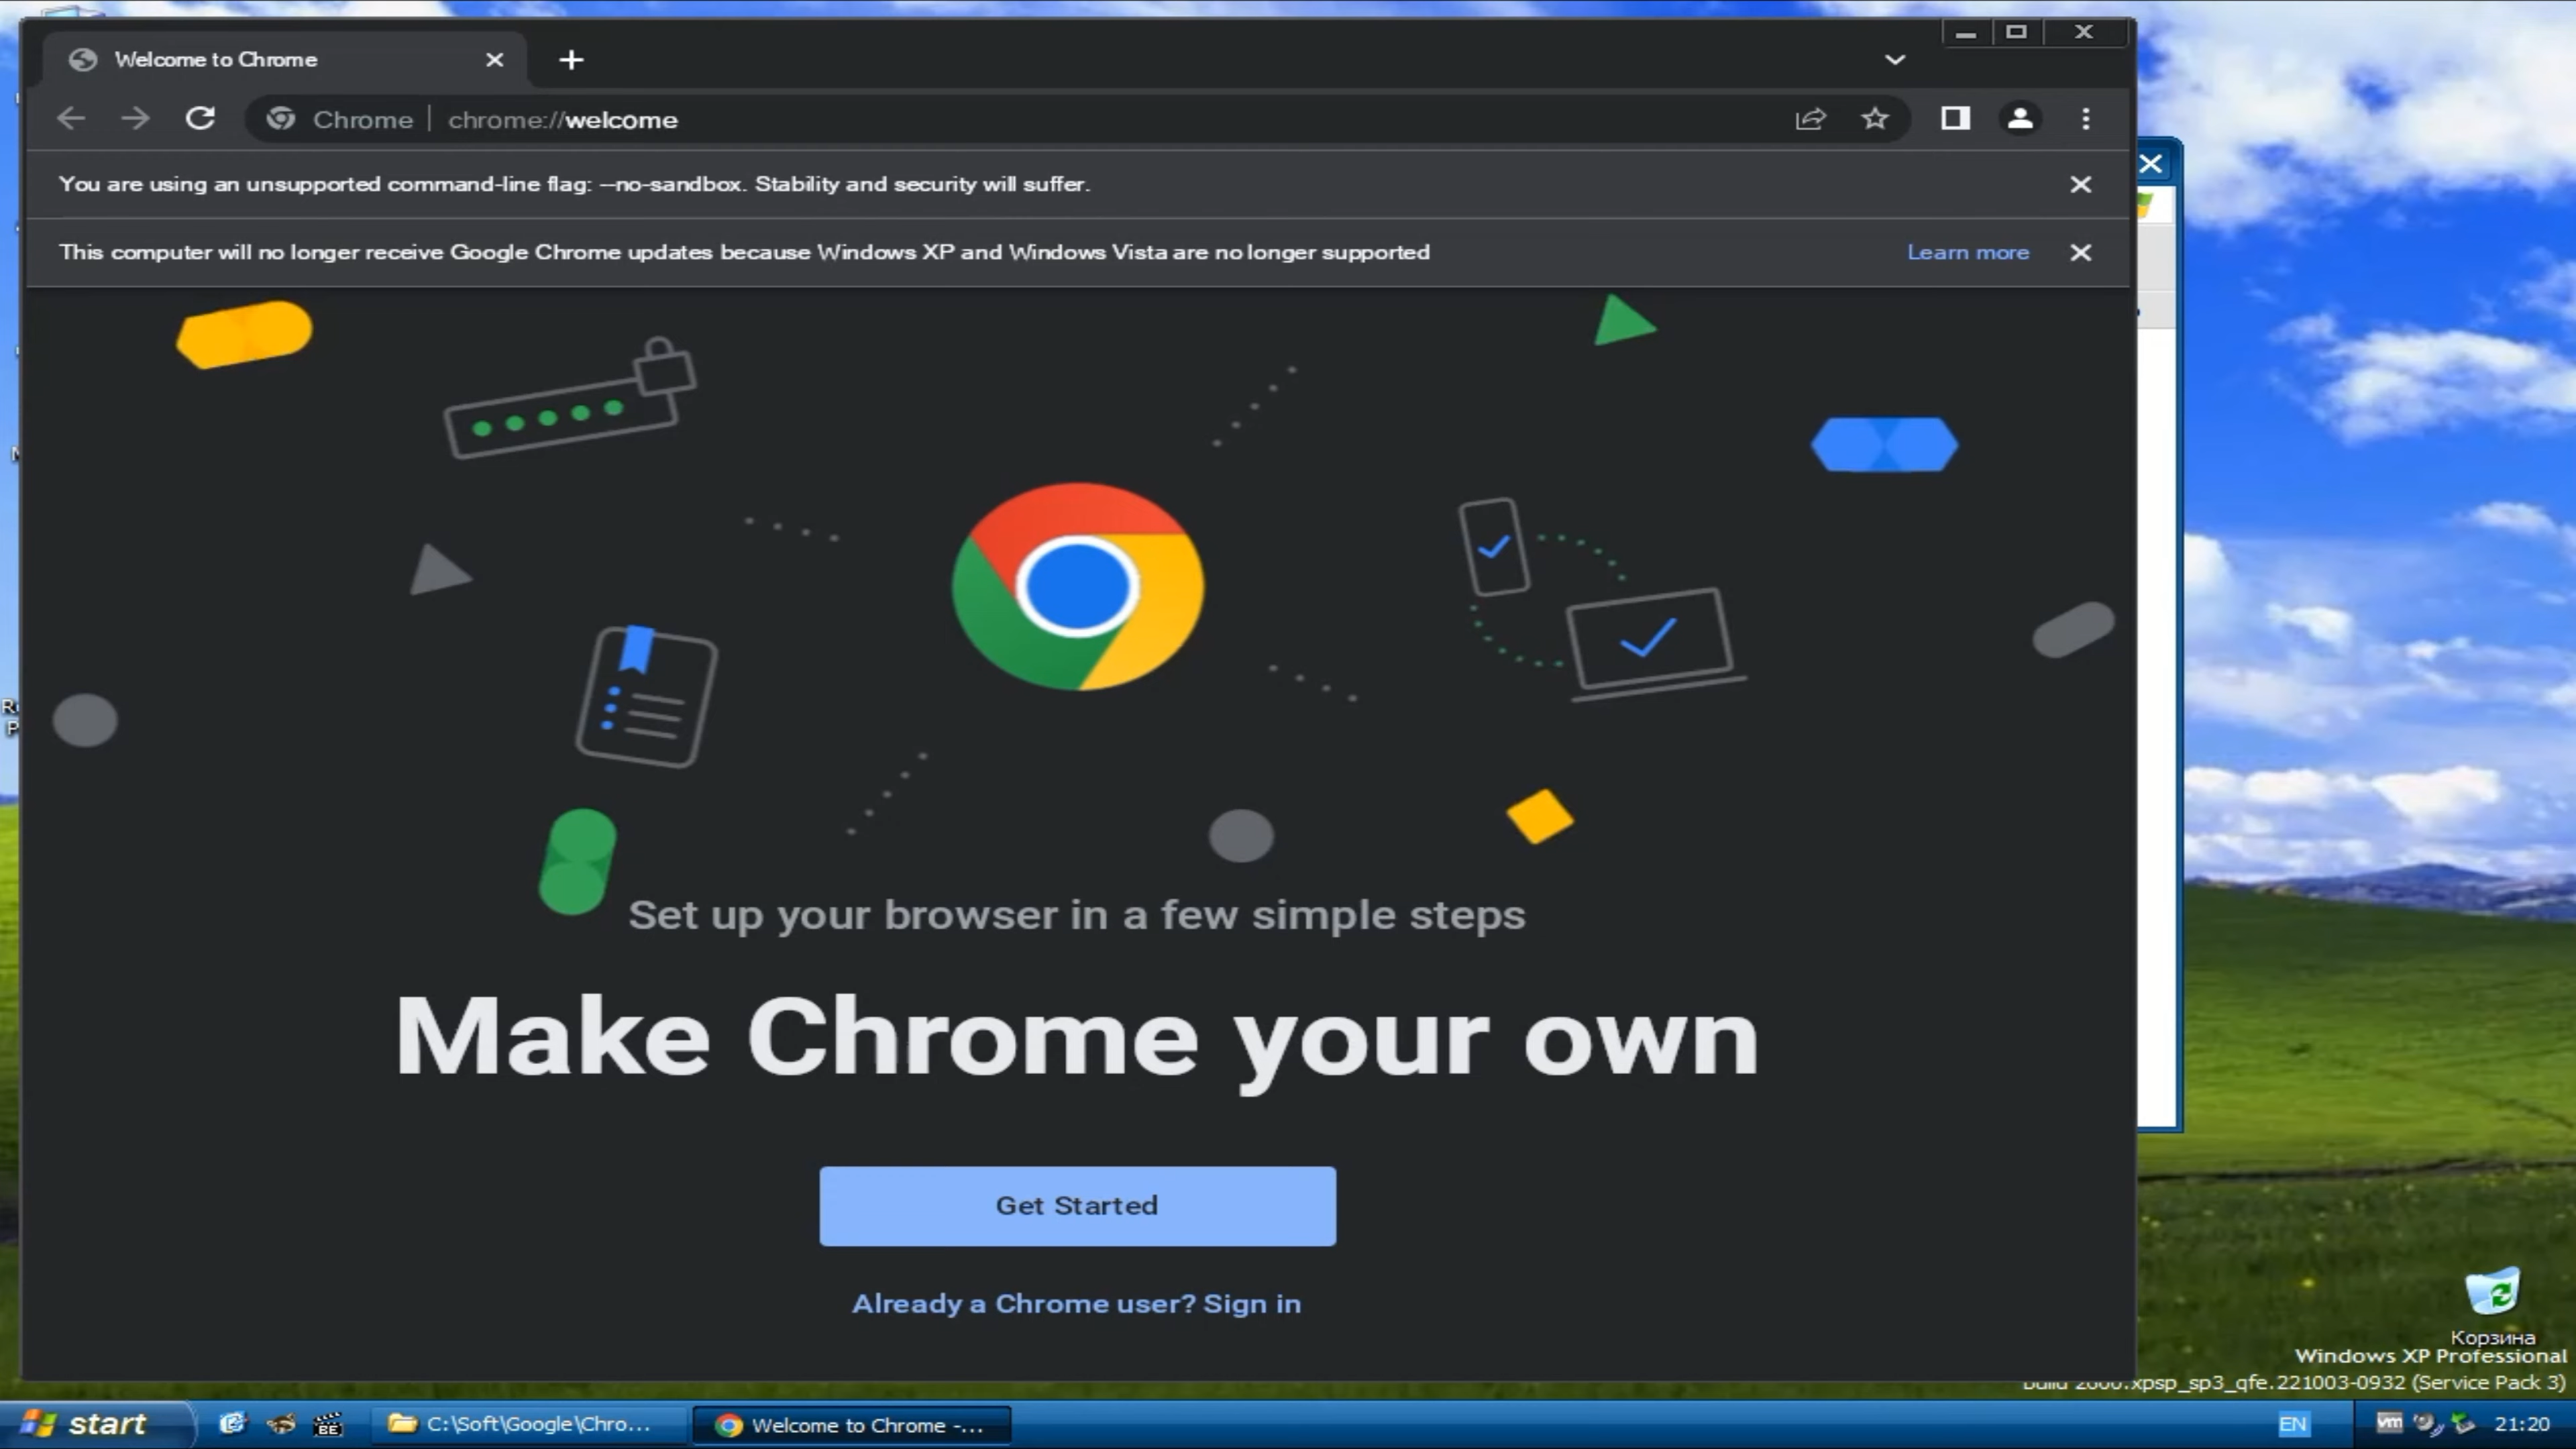 Welcome to Chrome
Chrome
chrome://welcome
You are using an unsupported command-line flag: --no-sandbox. Stability and security will suffer.
This computer will no longer receive Google Chrome updates because Windows XP and Windows Vista are no longer supported
Learn more
Set up your browser in a few simple steps
Make Chrome your own
Get Started
Already a Chrome user? Sign in
Корзина
Windows XP Professional
xpsp_sp3_qfe.221003-0932 (Service Pack 3)
start
BE
C:\Soft\Google\Chro...
Welcome to Chrome -...
EN
vm
21:20